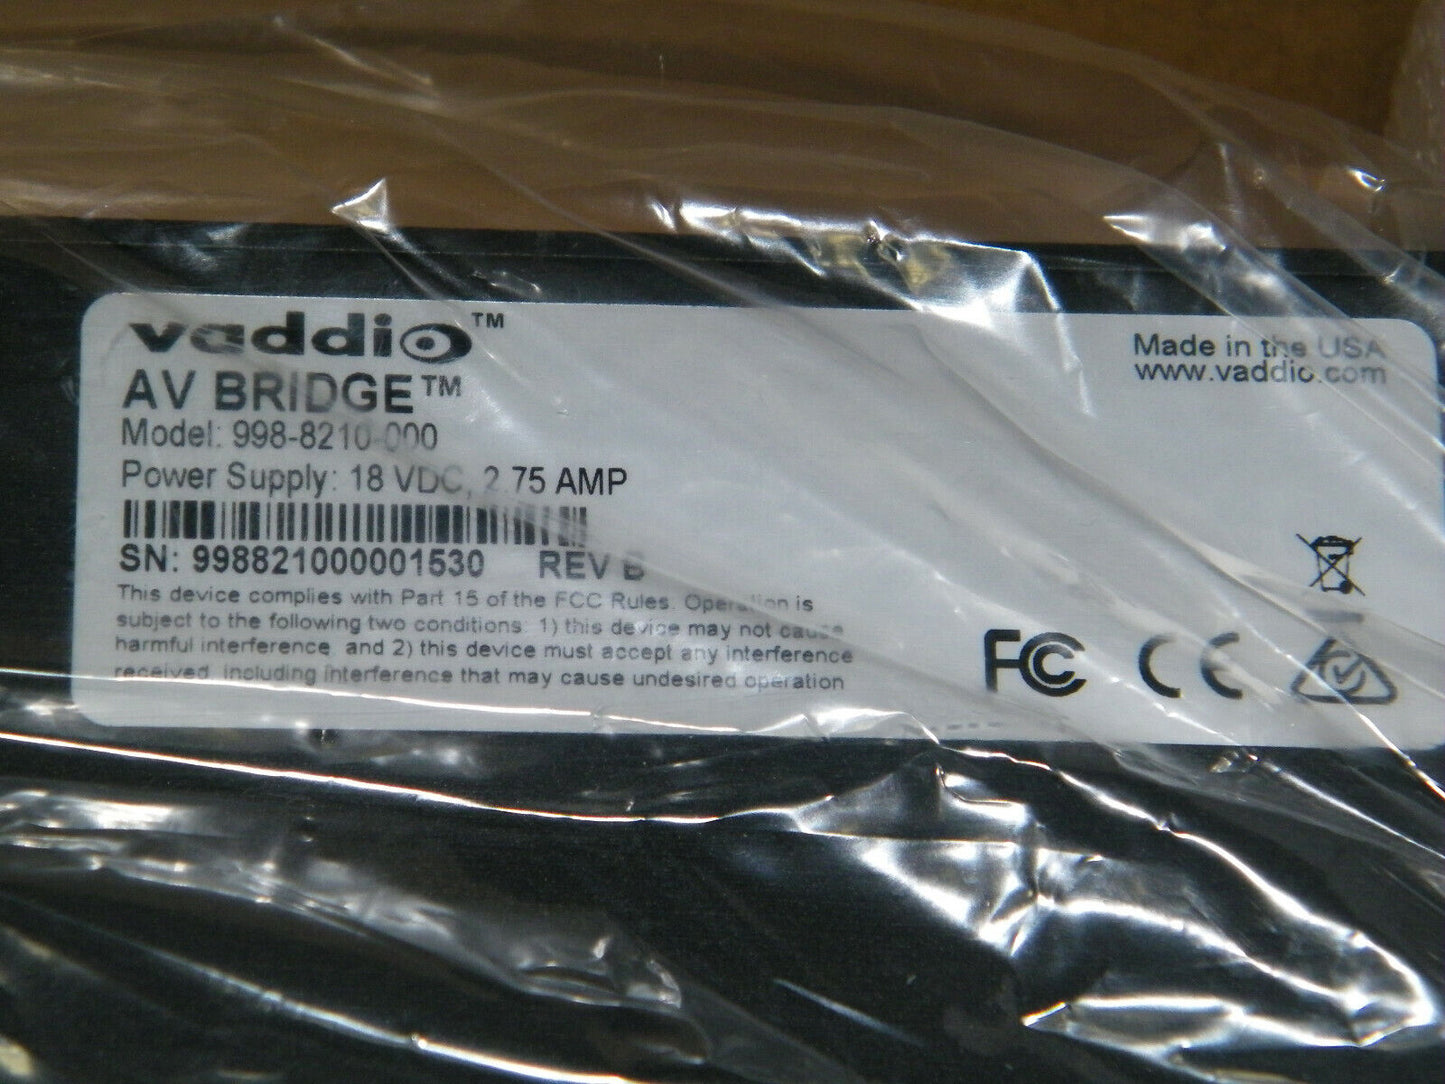 vaddio™
AV BRIDGE™
Model: 998-8210-000
Power Supply: 18 VDC, 2.75 AMP
SN: 998821000001530 REV B
This device complies with Part 15 of the FCC Rules. Operation is
subject to the following two conditions: 1) this device may not cause
harmful interference and 2) this device must accept any interference
received, including interference that may cause undesired operation
Made in the USA
www.vaddio.com
FC CE